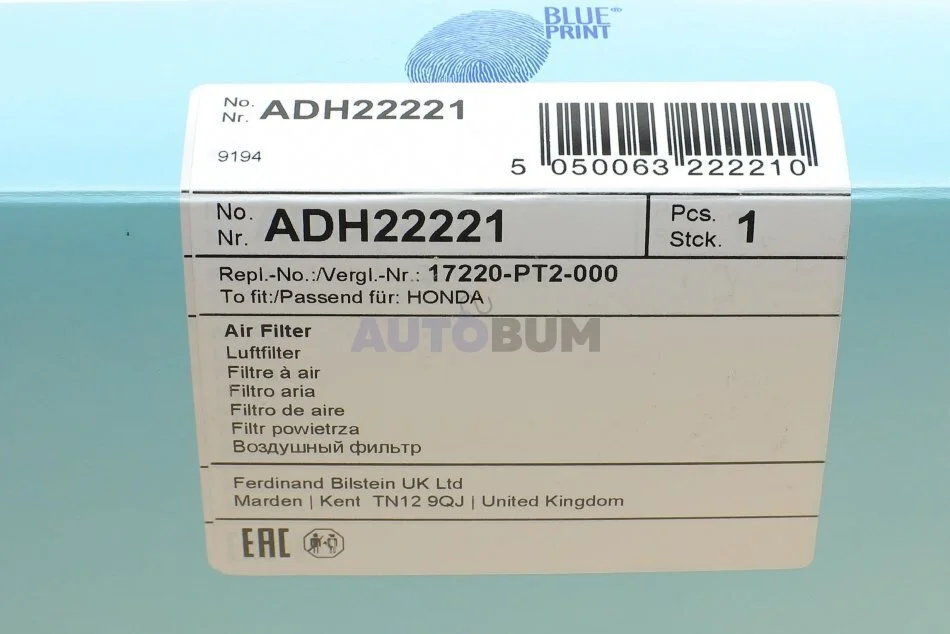 BLUE®
PRINT
No.
Nr. ADH22221
9194
5 050063 222210
No.
Nr. ADH22221
Pcs.
Stck. 1
Repl.-No.:/Vergl.-Nr.: 17220-PT2-000
To fit:/Passend für: HONDA
AUTOBUM
Air Filter
Luftfilter
Filtre à air
Filtro aria
Filtro de aire
Filtr powietrza
Воздушный фильтр
Ferdinand Bilstein UK Ltd
Marden | Kent TN12 9QJ | United Kingdom
EAC